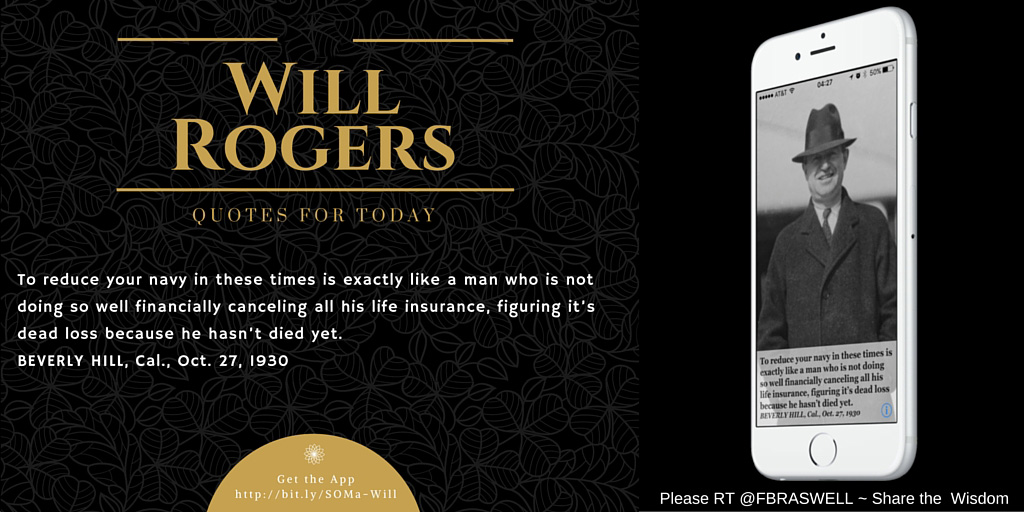 WILL
ROGERS
QUOTES FOR TODAY
To reduce your navy in these times is exactly like a man who is not
doing so well financially canceling all his life insurance, figuring it's
dead loss because he hasn't died yet.
BEVERLY HILL, Cal., Oct. 27, 1930
Get the App
http://bit.ly/SOMa-Will
AT&T 04:27 50%
To reduce your navy in these times is
exactly like a man who is not doing
so well financially canceling all his
life insurance, figuring it's dead loss
because he hasn't died yet.
BEVERLY HILL, Cal., Oct. 27, 1930
Please RT @FBRASWELL ~ Share the Wisdom